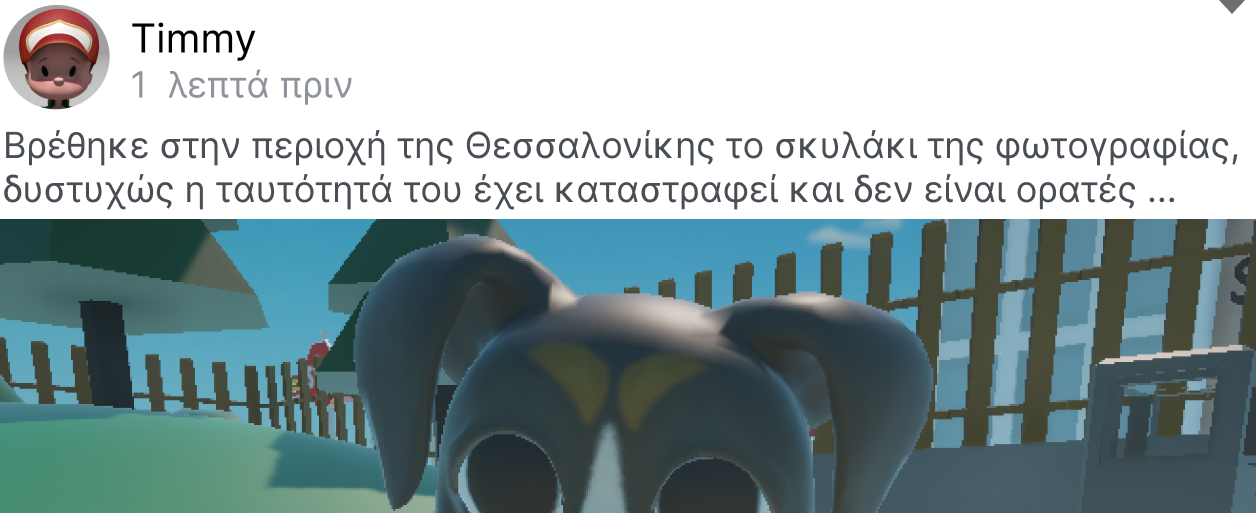 Timmy
1 λεπτά πριν
Βρέθηκε στην περιοχή της Θεσσαλονίκης το σκυλάκι της φωτογραφίας,
δυστυχώς η ταυτότητά του έχει καταστραφεί και δεν είναι ορατές ...